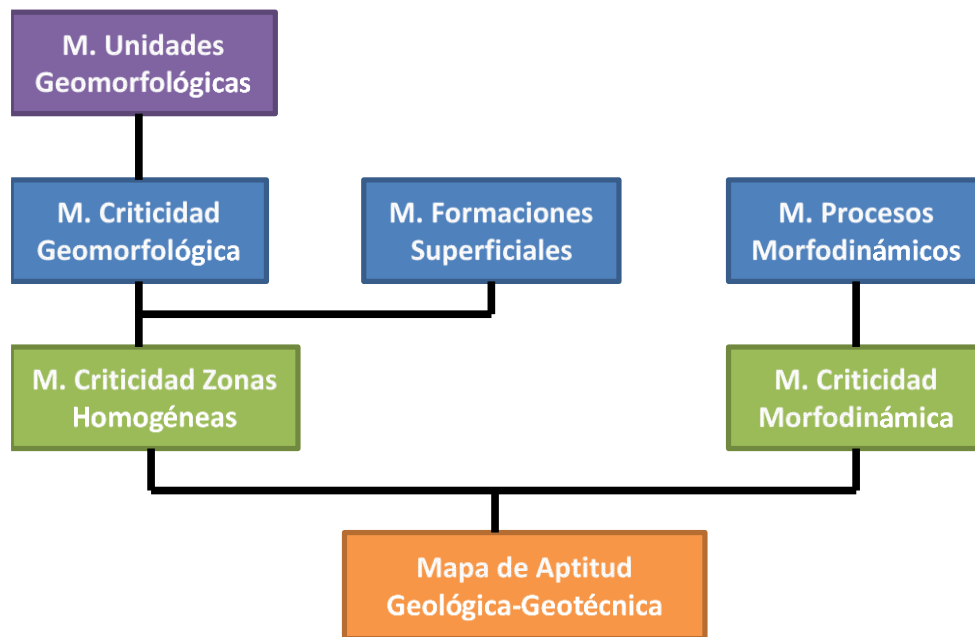 M. Unidades
Geomorfológicas
M. Criticidad
Geomorfológica
M. Formaciones
Superficiales
M. Procesos
Morfodinámicos
M. Criticidad Zonas
Homogéneas
M. Criticidad
Morfodinámica
Mapa de Aptitud
Geológica-Geotécnica